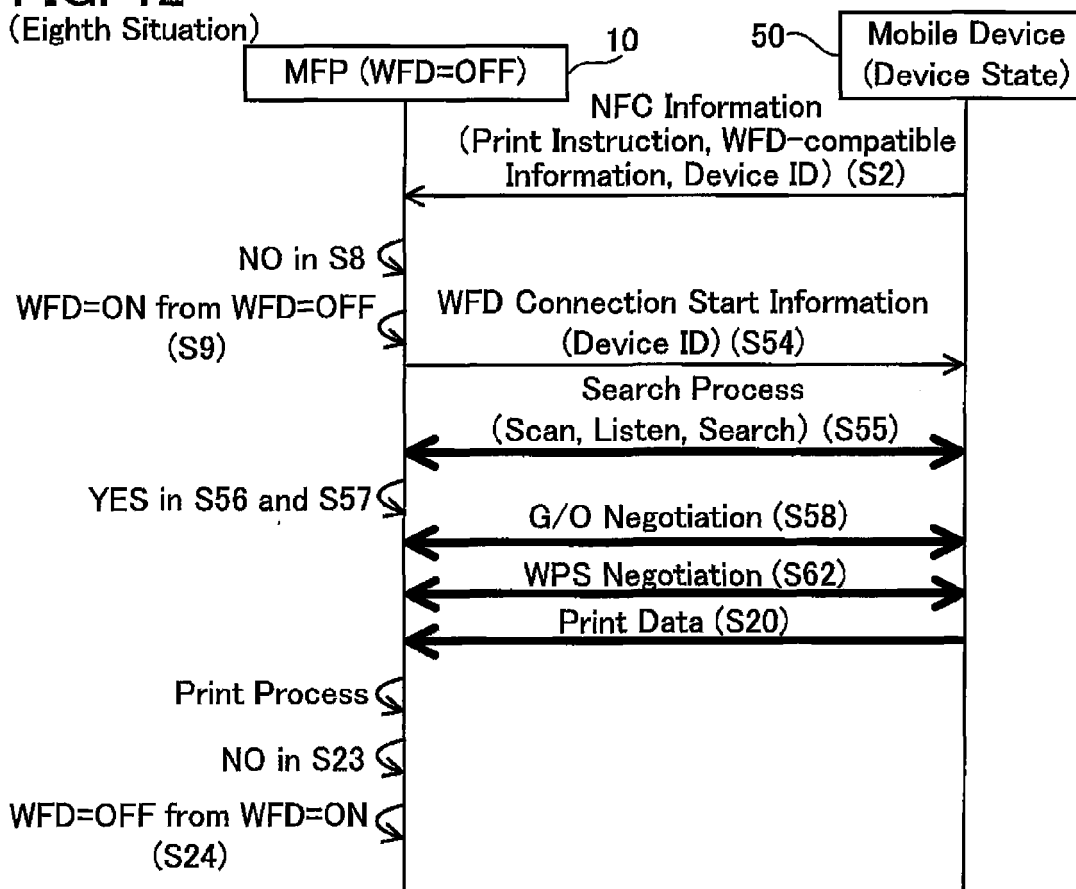 (Eighth Situation)
10
50
MFP (WFD=OFF)
Mobile Device
(Device State)
NFC Information
(Print Instruction, WFD-compatible
Information, Device ID) (S2)
NO in S8
WFD=ON from WFD=OFF
(S9)
WFD Connection Start Information
(Device ID) (S54)
Search Process
(Scan, Listen, Search) (S55)
YES in S56 and S57
G/O Negotiation (S58)
WPS Negotiation (S62)
Print Data (S20)
Print Process
NO in S23
WFD=OFF from WFD=ON
(S24)